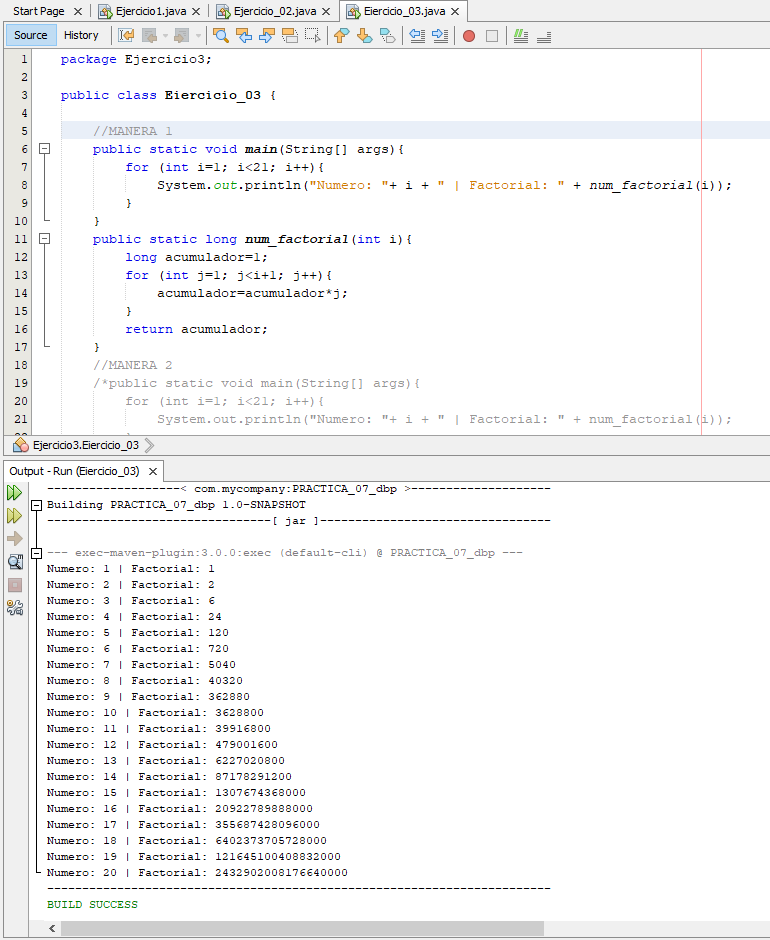 Start Page Ejercicio1.java Ejercicio_02.java Eiercicio_03.java
Source History
1 package Ejercicio3;
2
3 public class Eiercicio_03 {
4
5 //MANERA 1
6 public static void main(String[] args){
7 for (int i=1; i<21; i++){
8 System.out.println("Numero: "+ i + " | Factorial: " + num_factorial(i));
9 }
10 }
11 public static long num_factorial(int i){
12 long acumulador=1;
13 for (int j=1; j<i+1; j++){
14 acumulador=acumulador*j;
15 }
16 return acumulador;
17 }
18 //MANERA 2
19 /*public static void main(String[] args){
20 for (int i=1; i<21; i++){
21 System.out.println("Numero: "+ i + " | Factorial: " + num_factorial(i));
Ejercicio3.Eiercicio_03
Output - Run (Eiercicio_03)
-------------------< com.mycompany:PRACTICA_07_dbp >--------------------
Building PRACTICA_07_dbp 1.0-SNAPSHOT
--------------------------------[ jar ]---------------------------------
--- exec-maven-plugin:3.0.0:exec (default-cli) @ PRACTICA_07_dbp ---
Numero: 1 | Factorial: 1
Numero: 2 | Factorial: 2
Numero: 3 | Factorial: 6
Numero: 4 | Factorial: 24
Numero: 5 | Factorial: 120
Numero: 6 | Factorial: 720
Numero: 7 | Factorial: 5040
Numero: 8 | Factorial: 40320
Numero: 9 | Factorial: 362880
Numero: 10 | Factorial: 3628800
Numero: 11 | Factorial: 39916800
Numero: 12 | Factorial: 479001600
Numero: 13 | Factorial: 6227020800
Numero: 14 | Factorial: 87178291200
Numero: 15 | Factorial: 1307674368000
Numero: 16 | Factorial: 20922789888000
Numero: 17 | Factorial: 355687428096000
Numero: 18 | Factorial: 6402373705728000
Numero: 19 | Factorial: 121645100408832000
Numero: 20 | Factorial: 2432902008176640000
------------------------------------------------------------------------
BUILD SUCCESS